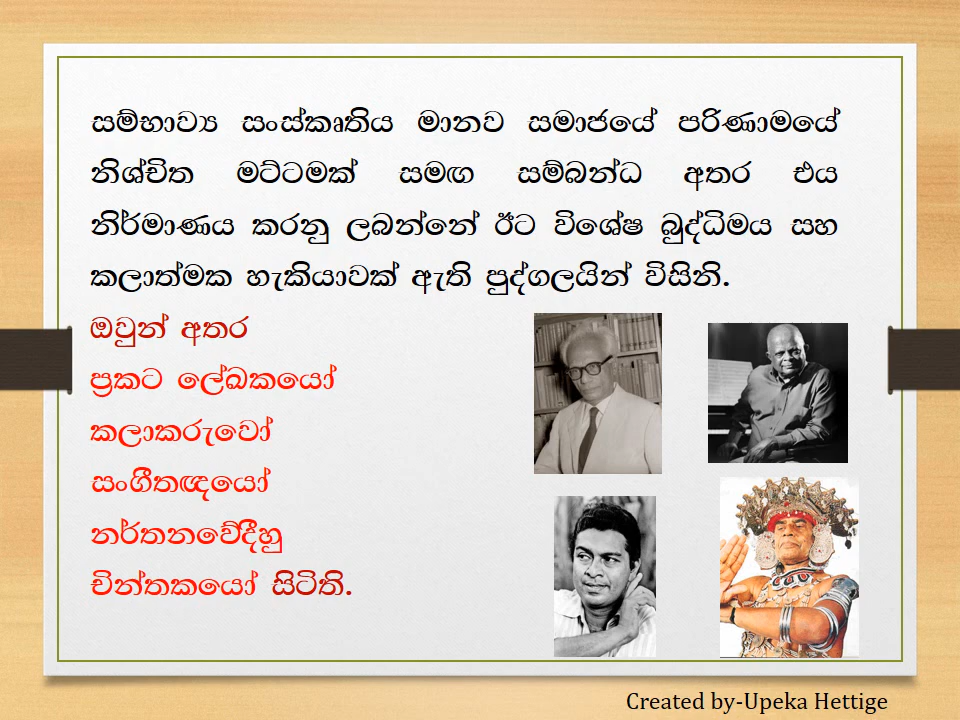 සම්භාව්‍ය සංස්කෘතිය මානව සමාජයේ පරිණාමයේ
නිශ්චිත මට්ටමක් සමඟ සම්බන්ධ අතර එය
නිර්මාණය කරනු ලබන්නේ ඊට විශේෂ බුද්ධිමය සහ
කලාත්මක හැකියාවක් ඇති පුද්ගලයින් විසිනි.
ඔවුන් අතර
ප්‍රකට ලේඛකයෝ
කලාකරුවෝ
සංගීතඥයෝ
නර්තනවේදීහු
චින්තකයෝ සිටිති.
Created by-Upeka Hettige